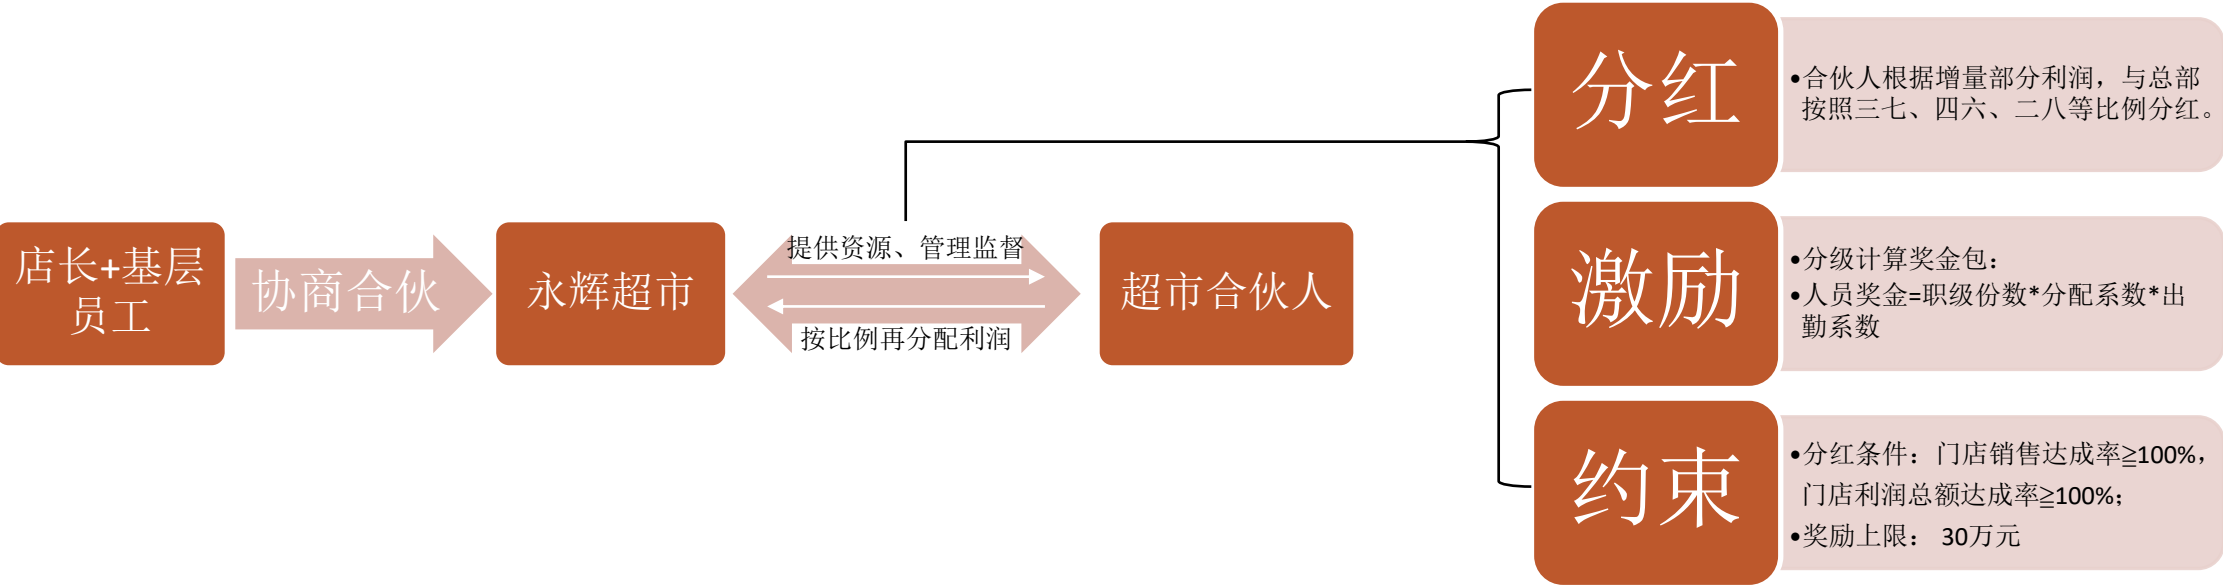 店长+基层
员工
协商合伙
永辉超市
提供资源、管理监督
按比例再分配利润
超市合伙人
分红
•合伙人根据增量部分利润，与总部
按照三七、四六、二八等比例分红。
激励
•分级计算奖金包：
•人员奖金=职级份数*分配系数*出
勤系数
约束
•分红条件：门店销售达成率≧100%，
门店利润总额达成率≧100%；
•奖励上限： 30万元